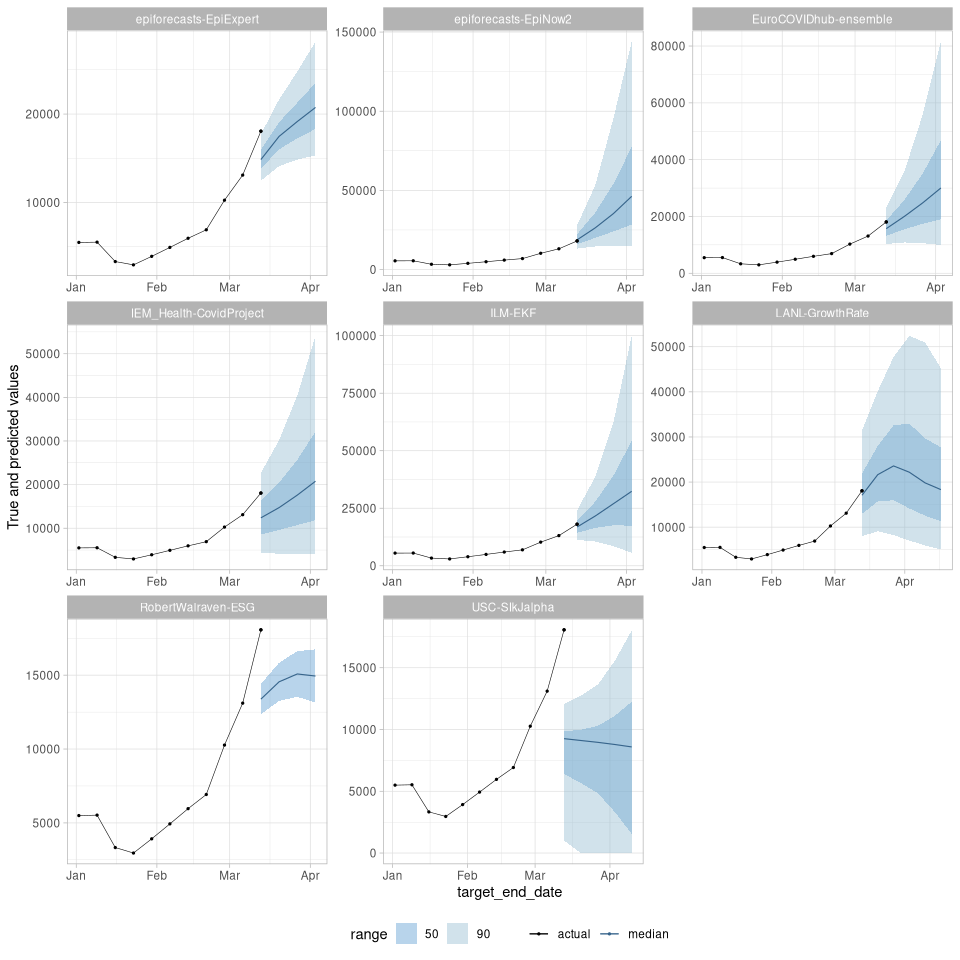 epiforecasts-EpiExpert
epiforecasts-EpiNow2
EuroCOVIDhub-ensemble
20000
10000
Jan Feb Mar Apr
150000
100000
50000
0
Jan Feb Mar Apr
80000
60000
40000
20000
0
Jan Feb Mar Apr
IEM_Health-CovidProject
ILM-EKF
LANL-GrowthRate
50000
40000
30000
20000
10000
Jan Feb Mar Apr
100000
75000
50000
25000
0
Jan Feb Mar Apr
50000
40000
30000
20000
10000
Jan Feb Mar Apr
RobertWalraven-ESG
USC-SIkJalpha
15000
10000
5000
Jan Feb Mar Apr
15000
10000
5000
0
Jan Feb Mar Apr
True and predicted values
target_end_date
range 50 90 actual median